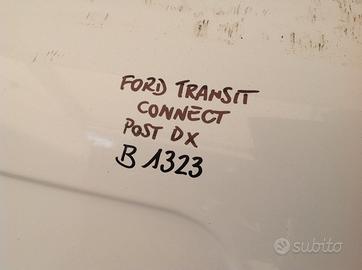 FORD TRANSIT
CONNECT
POST DX
B 1323
subito